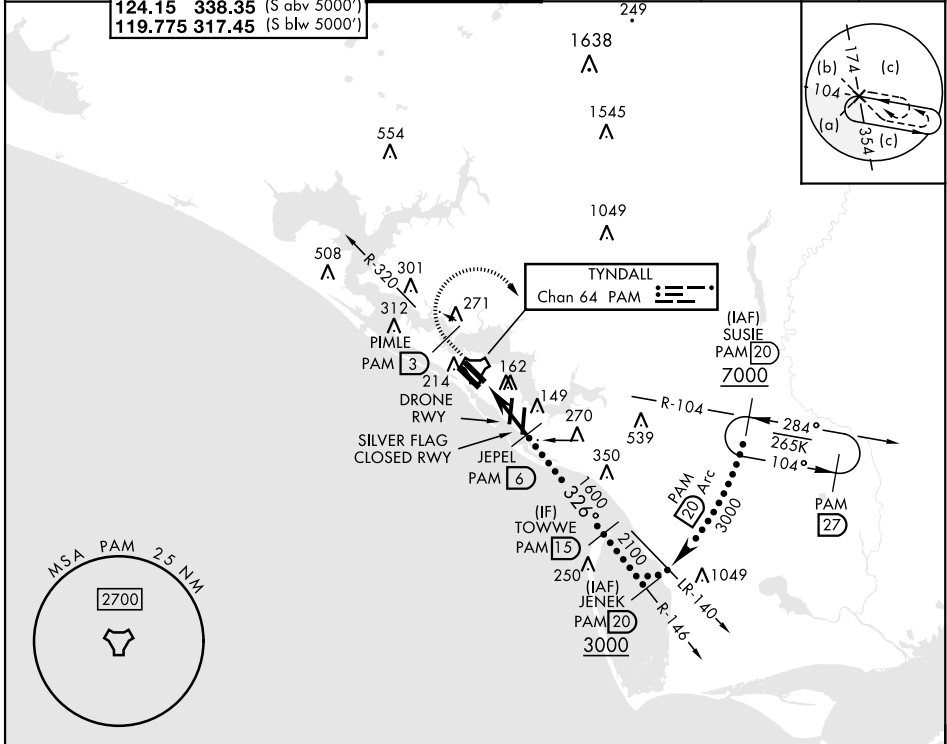 124.15 338.35 (S abv 5000')
119.775 317.45 (S blw 5000')
249
1638
1545
554
1049
508
R-320
301
312
271
TYNDALL
Chan 64 PAM
PIMLE
PAM 3
214
162
DRONE
RWY
149
SILVER FLAG
CLOSED RWY
270
JEPEL
PAM 6
350
539
R-104
(IAF)
SUSIE
PAM 20
7000
284°
265K
104°
PAM
27
PAM
20 Arc
3000
1600
326°
(IF)
TOWWE
PAM 15
2100
250
(IAF)
JENEK
PAM 20
3000
1049
LR-140
R-146
MSA PAM 25 NM
2700
174
(b)
(c)
104
(a)
(c)
354